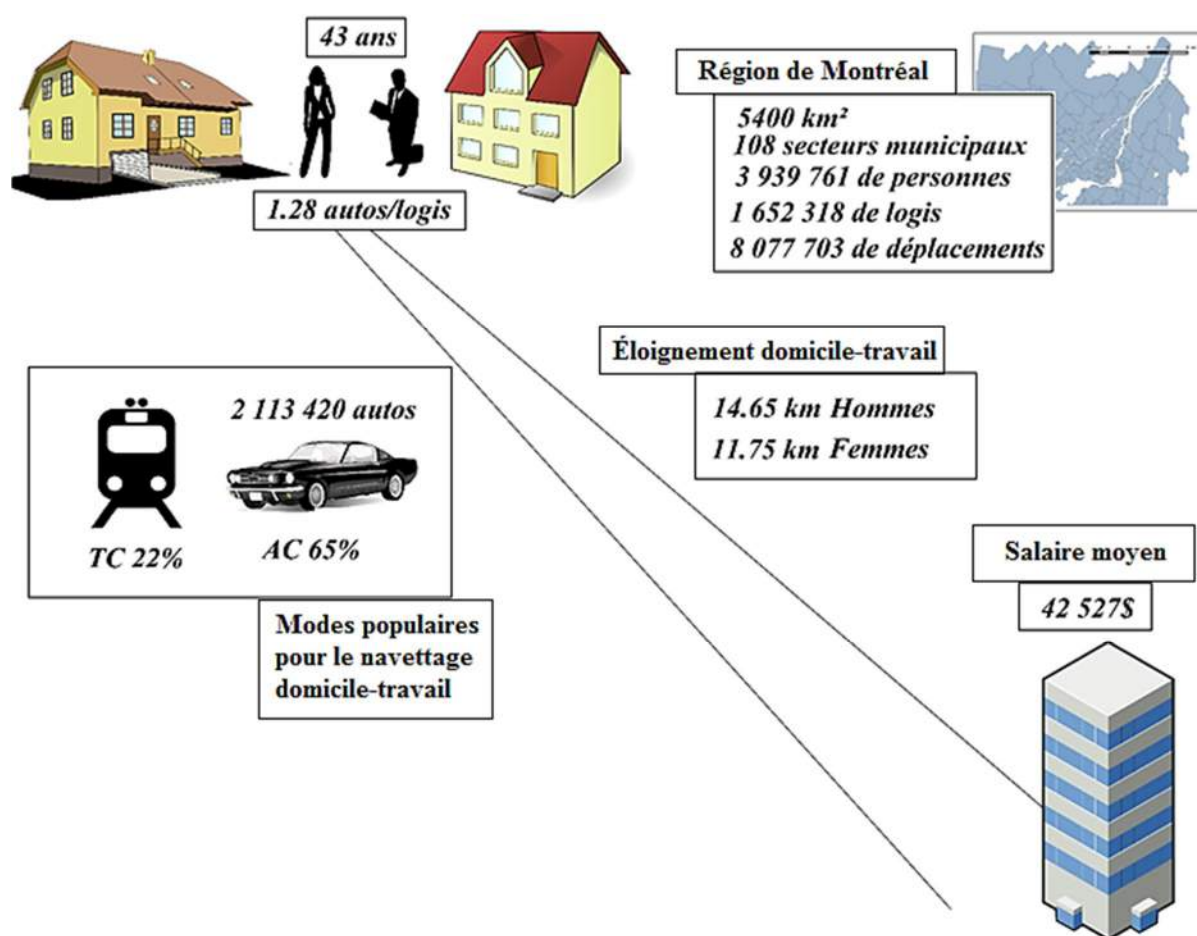 43 ans
1.28 autos/logis
Région de Montréal
5400 km²
108 secteurs municipaux
3 939 761 de personnes
1 652 318 de logis
8 077 703 de déplacements
Éloignement domicile-travail
14.65 km Hommes
11.75 km Femmes
2 113 420 autos
TC 22%
AC 65%
Modes populaires
pour le navettage
domicile-travail
Salaire moyen
42 527$